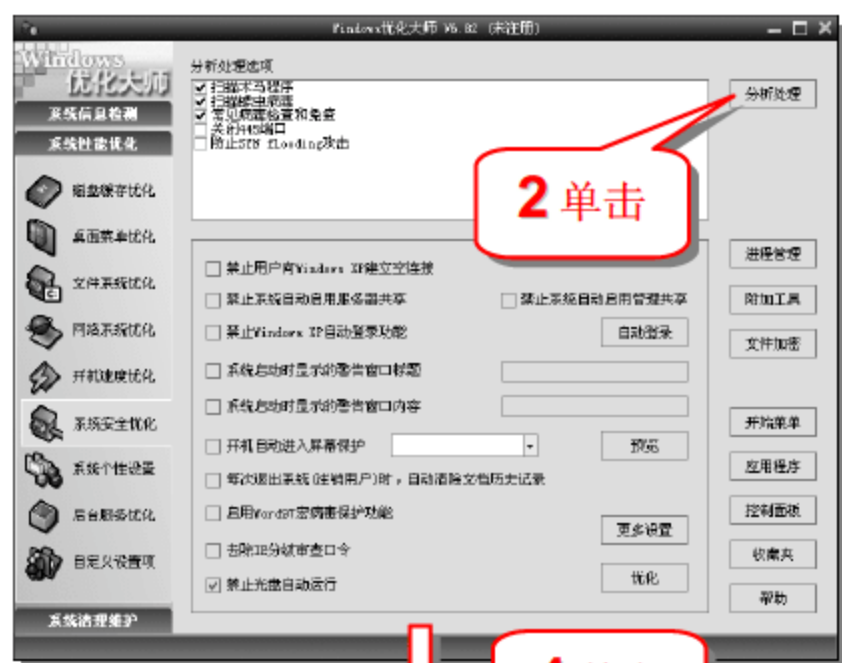 Windows优化大师 V6.82 (未注册)
Windows
优化大师
系统信息检测
系统性能优化
磁盘缓存优化
桌面菜单优化
文件系统优化
网络系统优化
开机速度优化
系统安全优化
系统个性设置
后台服务优化
自定义设置项
系统清理维护
分析处理选项
扫描木马程序
扫描蠕虫病毒
常见病毒检查和免疫
关闭445端口
防止SYN flooding攻击
分析处理
2 单击
禁止用户向Windows XP建立空连接
禁止系统自动启用服务器共享
禁止系统自动启用管理共享
禁止Windows XP自动登录功能
自动登录
系统启动时显示的警告窗口标题
系统启动时显示的警告窗口内容
开机自动进入屏幕保护
预览
每次退出系统(注销用户)时，自动清除文档历史记录
启用Word97宏病毒保护功能
更多设置
去除IE分级审查口令
禁止光盘自动运行
优化
进程管理
附加工具
文件加密
开始菜单
应用程序
控制面板
收藏夹
帮助